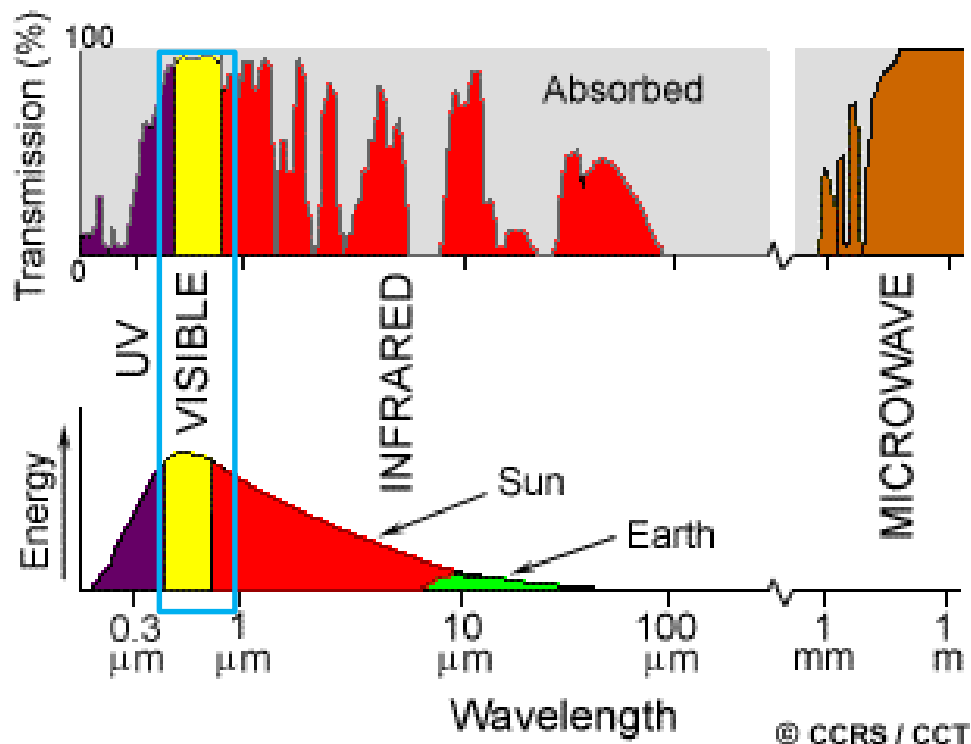 Transmission (%)
100
0
Absorbed
UV
VISIBLE
INFRARED
MICROWAVE
Energy
Sun
Earth
0.3
μm
1
μm
10
μm
100
μm
1
mm
1
m
Wavelength
© CCRS / CCT